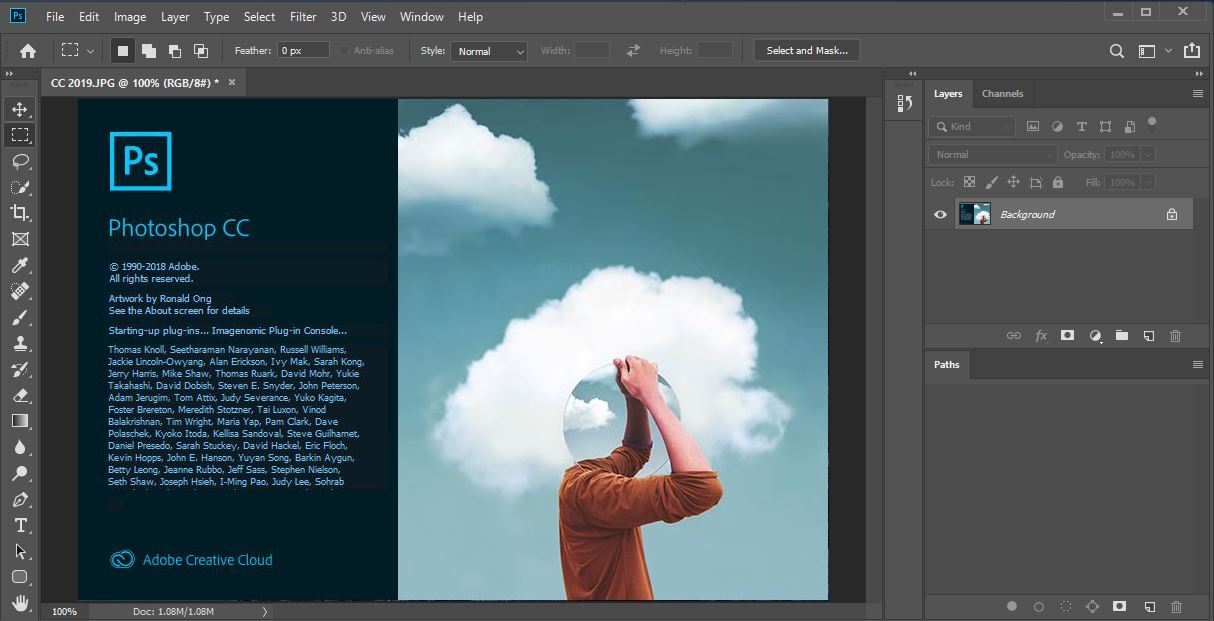 Ps
File Edit Image Layer Type Select Filter 3D View Window Help
Feather: 0 px Anti-alias Style: Normal Width: Height: Select and Mask...
CC 2019.JPG @ 100% (RGB/8#) * ×
Ps
Photoshop CC
© 1990-2018 Adobe.
All rights reserved.
Artwork by Ronald Ong
See the About screen for details
Starting-up plug-ins... Imagenomic Plug-in Console...
Thomas Knoll, Seetharaman Narayanan, Russell Williams,
Jackie Lincoln-Owyang, Alan Erickson, Ivy Mak, Sarah Kong,
Jerry Harris, Mike Shaw, Thomas Ruark, David Mohr, Yukie
Takahashi, David Dobish, Steven E. Snyder, John Peterson,
Adam Jerugim, Tom Attix, Judy Severance, Yuko Kagita,
Foster Brereton, Meredith Stotzner, Tai Luxon, Vinod
Balakrishnan, Tim Wright, Maria Yap, Pam Clark, Dave
Polaschek, Kyoko Itoda, Kellisa Sandoval, Steve Guilhamet,
Daniel Presedo, Sarah Stuckey, David Hackel, Eric Floch,
Kevin Hopps, John E. Hanson, Yuyan Song, Barkin Aygun,
Betty Leong, Jeanne Rubbo, Jeff Sass, Stephen Nielson,
Seth Shaw, Joseph Hsieh, I-Ming Pao, Judy Lee, Sohrab
Adobe Creative Cloud
100% Doc: 1.08M/1.08M
Layers Channels
Kind
Normal Opacity: 100%
Lock: Fill: 100%
Background
fx
Paths